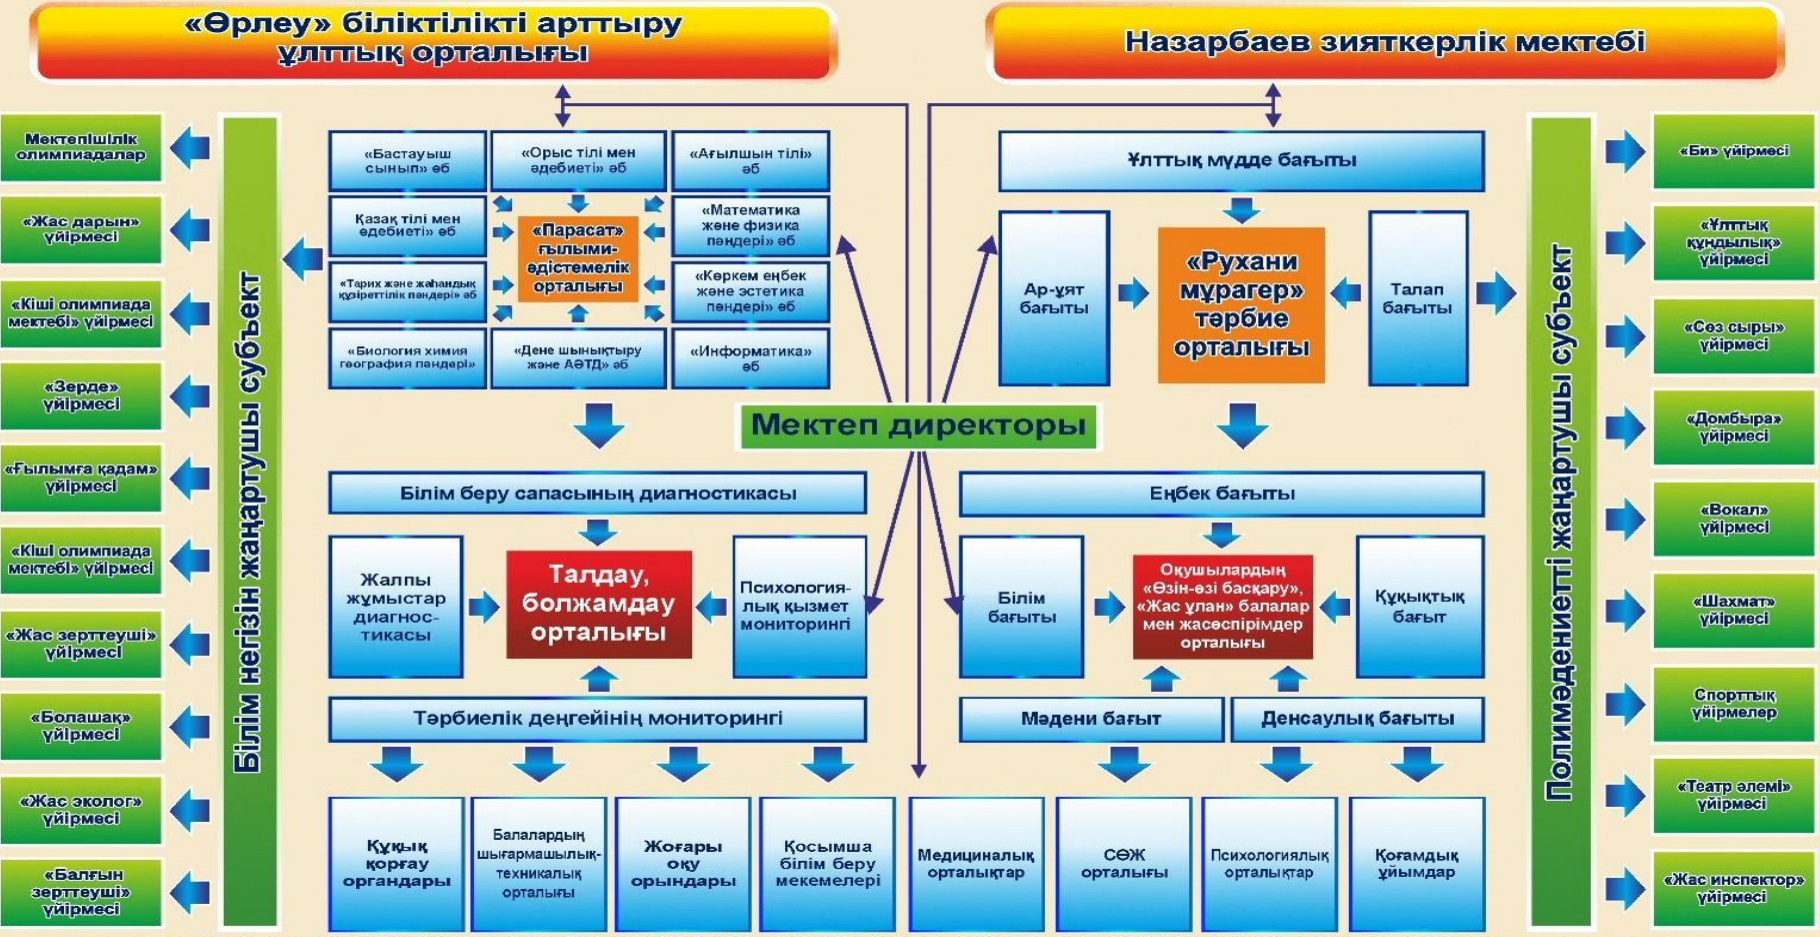 «Өрлеу» біліктілікті арттыру
ұлттық орталығы
Назарбаев зияткерлік мектебі
Мектепішілік
олимпиадалар
«Жас дарын»
үйірмесі
«Кіші олимпиада
мектебі» үйірмесі
«Зерде»
үйірмесі
«Ғылымға қадам»
үйірмесі
«Кіші олимпиада
мектебі» үйірмесі
«Жас зерттеуші»
үйірмесі
«Болашақ»
үйірмесі
«Жас эколог»
үйірмесі
«Балғын
зерттеуші»
үйірмесі
Білім негізін жаңартушы субъект
«Бастауыш
сынып» әб
«Орыс тілі мен
әдебиеті» әб
«Ағылшын тілі»
әб
Қазақ тілі мен
әдебиеті» әб
«Парасат»
ғылыми-
әдістемелік
орталығы
«Математика
және физика
пәндері» әб
«Тарих және жаһандық
құзіреттілік пәндері» әб
«Көркем еңбек
және эстетика
пәндері» әб
«Биология химия
география пәндері»
«Дене шынықтыру
және АӘТД» әб
«Информатика»
әб
Мектеп директоры
Білім беру сапасының диагностикасы
Жалпы
жұмыстар
диагнос-
тикасы
Талдау,
болжамдау
орталығы
Психология-
лық қызмет
мониторингі
Тәрбиелік деңгейінің мониторингі
Ұлттық мүдде бағыты
Ар-ұят
бағыты
«Рухани
мұрагер»
тәрбие
орталығы
Талап
бағыты
Еңбек бағыты
Білім
бағыты
Оқушылардың
«Өзін-өзі басқару»,
«Жас ұлан» балалар
мен жасөспірімдер
орталығы
Құқықтық
бағыт
Мәдени бағыт
Денсаулық бағыты
Құқық
қорғау
органдары
Балалардың
шығармашылық-
техникалық
орталығы
Жоғары
оқу
орындары
Қосымша
білім беру
мекемелері
Медициналық
орталықтар
СӨЖ
орталығы
Психологиялық
орталықтар
Қоғамдық
ұйымдар
Полимәдениетті жаңартушы субъект
«Би» үйірмесі
«Ұлттық
құндылық»
үйірмесі
«Сөз сыры»
үйірмесі
«Домбыра»
үйірмесі
«Вокал»
үйірмесі
«Шахмат»
үйірмесі
Спорттық
үйірмелер
«Театр әлемі»
үйірмесі
«Жас инспектор»
үйірмесі